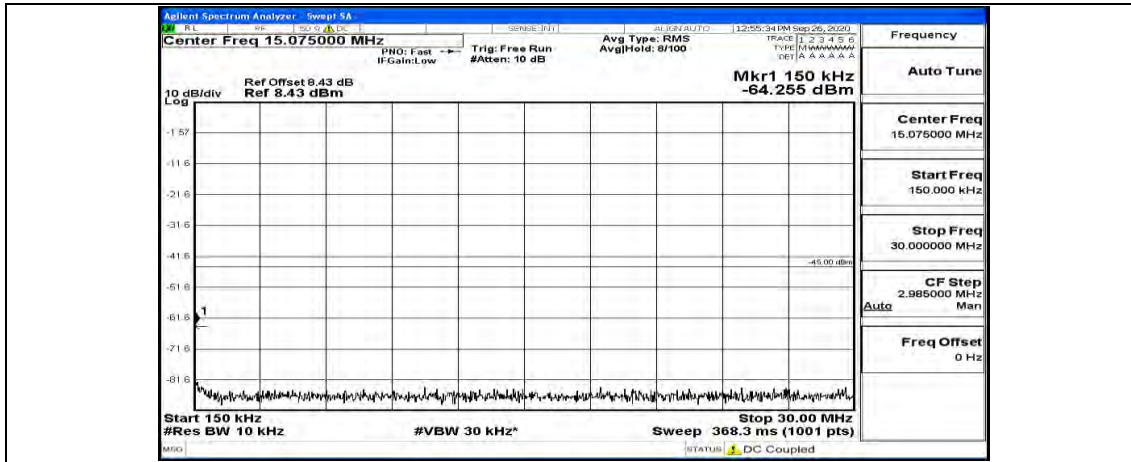 Agilent Spectrum Analyzer - Swept SA
RL RF 50 Ω DC SENSE:INT ALIGN AUTO 12:55:34 PM Sep 26, 2020
Center Freq 15.075000 MHz
PNO: Fast
IFGain:Low
Trig: Free Run
#Atten: 10 dB
Avg Type: RMS
Avg|Hold: 8/100
TRACE 1 2 3 4 5 6
TYPE M
DET A A A A A A
Frequency
Ref Offset 8.43 dB
10 dB/div Ref 8.43 dBm
Log
Mkr1 150 kHz
-64.255 dBm
-1.57
-11.6
-21.6
-31.6
-41.6
-45.00 dBm
-51.6
-61.6
1
-71.6
-81.6
Start 150 kHz
Stop 30.00 MHz
#Res BW 10 kHz
#VBW 30 kHz*
Sweep 368.3 ms (1001 pts)
MSG
STATUS DC Coupled
Auto Tune
Center Freq
15.075000 MHz
Start Freq
150.000 kHz
Stop Freq
30.000000 MHz
CF Step
2.985000 MHz
Auto Man
Freq Offset
0 Hz